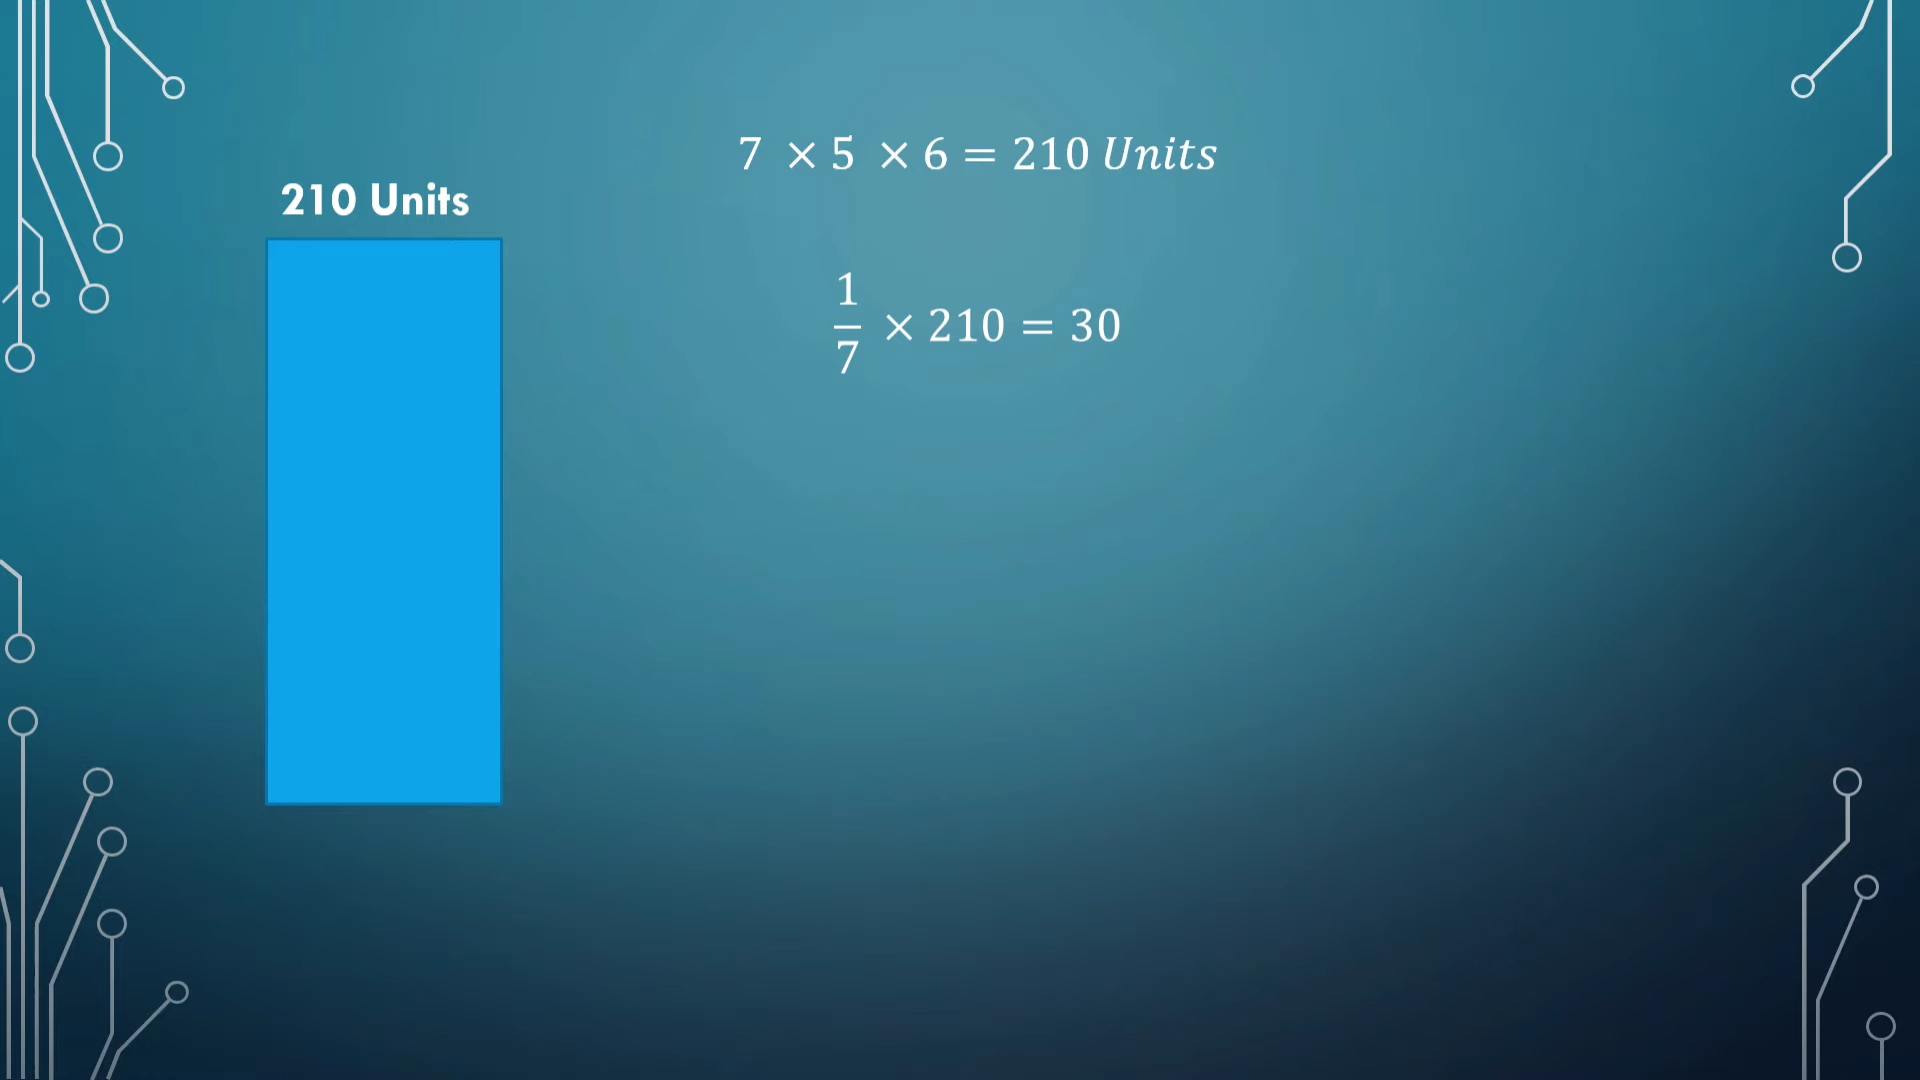 7 × 5 × 6 = 210 Units
210 Units
1/7 × 210 = 30